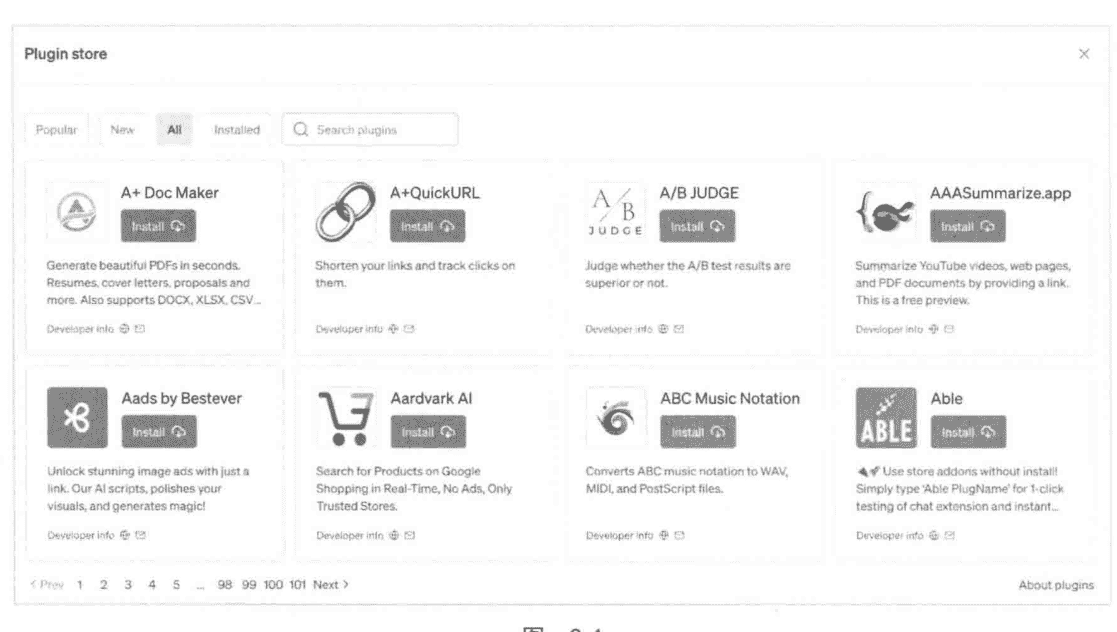 Plugin store
Popular New All Installed Search plugins
A+ Doc Maker
Install
Generate beautiful PDFs in seconds.
Resumes, cover letters, proposals and
more. Also supports DOCX, XLSX, CSV...
Developer info
A+QuickURL
Install
Shorten your links and track clicks on
them.
Developer info
A/B
JUDGE
A/B JUDGE
Install
Judge whether the A/B test results are
superior or not.
Developer info
AAASummarize.app
Install
Summarize YouTube videos, web pages,
and PDF documents by providing a link.
This is a free preview.
Developer info
Aads by Bestever
Install
Unlock stunning image ads with just a
link. Our AI scripts, polishes your
visuals, and generates magic!
Developer info
Aardvark AI
Install
Search for Products on Google
Shopping in Real-Time, No Ads, Only
Trusted Stores.
Developer info
ABC Music Notation
Install
Converts ABC music notation to WAV,
MIDI, and PostScript files.
Developer info
ABLE
Able
Install
Use store addons without install!
Simply type 'Able PlugName' for 1-click
testing of chat extension and instant...
Developer info
< Prev 1 2 3 4 5 ... 98 99 100 101 Next >
About plugins